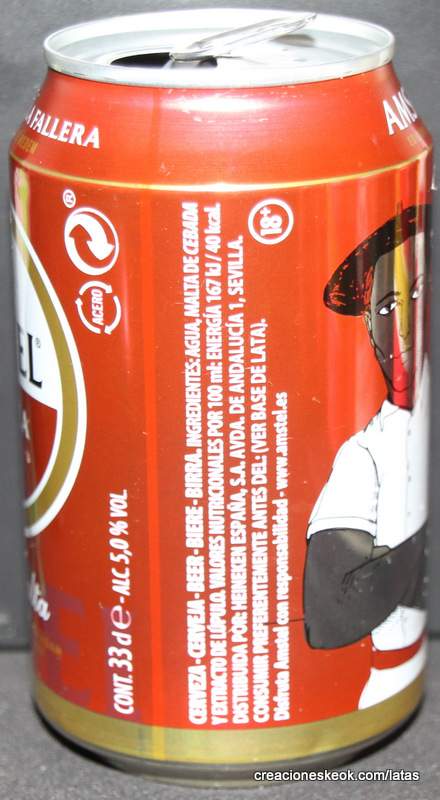 A FALLERA
AMS
EL
®
®
ACERO
CONT. 33 cl e - ALC 5,0 % VOL.
18+
CERVEZA - CERVEJA - BEER - BIERE - BIRRA. INGREDIENTES: AGUA, MALTA DE CEBADA
Y EXTRACTO DE LÚPULO. VALORES NUTRICIONALES POR 100 ml: ENERGÍA 167 kJ / 40 kcal.
DISTRIBUIDA POR: HEINEKEN ESPAÑA, S.A. AVDA. DE ANDALUCÍA 1, SEVILLA.
CONSUMIR PREFERENTEMENTE ANTES DEL: (VER BASE DE LATA).
Disfruta Amstel con responsabilidad - www.amstel.es
creacioneskeok.com/latas